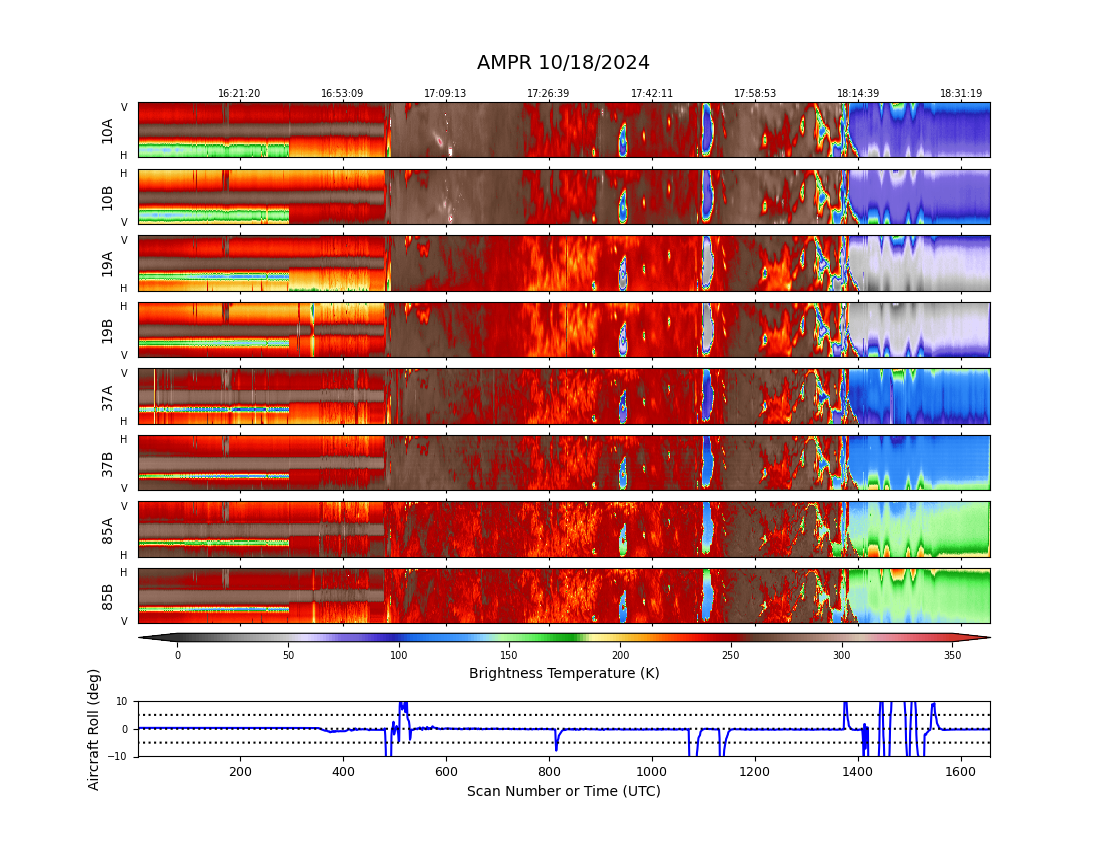 AMPR 10/18/2024
16:21:20 16:53:09 17:09:13 17:26:39 17:42:11 17:58:53 18:14:39 18:31:19
V
10A
H
H
10B
V
V
19A
H
H
19B
V
V
37A
H
H
37B
V
V
85A
H
H
85B
V
0 50 100 150 200 250 300 350
Brightness Temperature (K)
Aircraft Roll (deg)
10
0
−10
200 400 600 800 1000 1200 1400 1600
Scan Number or Time (UTC)